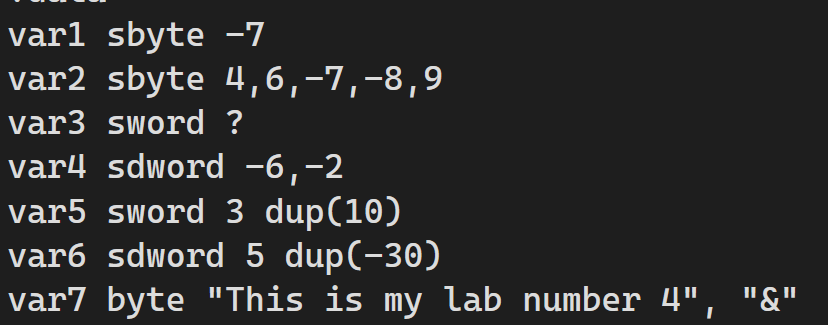 .data
var1 sbyte -7
var2 sbyte 4,6,-7,-8,9
var3 sword ?
var4 sdword -6,-2
var5 sword 3 dup(10)
var6 sdword 5 dup(-30)
var7 byte "This is my lab number 4", "&"